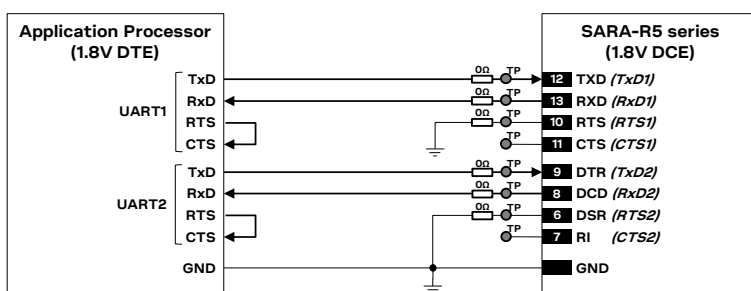 Application Processor
(1.8V DTE)
SARA-R5 series
(1.8V DCE)
UART1
TxD
0Ω
TP
12
TXD (TxD1)
RxD
0Ω
TP
13
RXD (RxD1)
RTS
0Ω
TP
10
RTS (RTS1)
CTS
TP
11
CTS (CTS1)
UART2
TxD
0Ω
TP
9
DTR (TxD2)
RxD
0Ω
TP
8
DCD (RxD2)
RTS
0Ω
TP
6
DSR (RTS2)
CTS
TP
7
RI (CTS2)
GND
GND